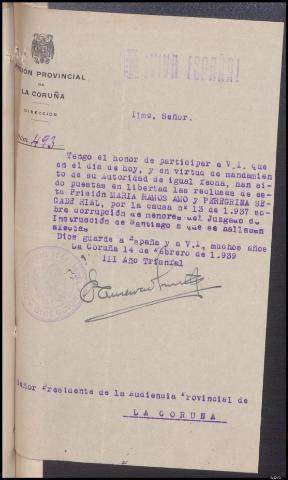 ¡VIVA ESPAÑA!
PRISIÓN PROVINCIAL
DE
LA CORUÑA
DIRECCION
Núm. 493
Ilmo, Señor.
Tengo el honor de participar a V.I. que
en el dia de hoy, y en virtud de mandamien
to de su Autoridad de igual fecha, han si
do puestas en libertad las reclusas de es
ta Prisión MARIA RAMOS AMO y PEREGRINA SE
CADE RIAL, por la causa nº 13 de 1.937 so
bre corrupción de menores del Juzgado de
Instrucción de Santiago a que se hallaban
afectas
Dios guarde a España y a V.I. muchos años
La Coruña 14 de febrero de 1.939
III Año Triunfal
Señor Presidente de la Audiencia Provincial de
LA CORUÑA